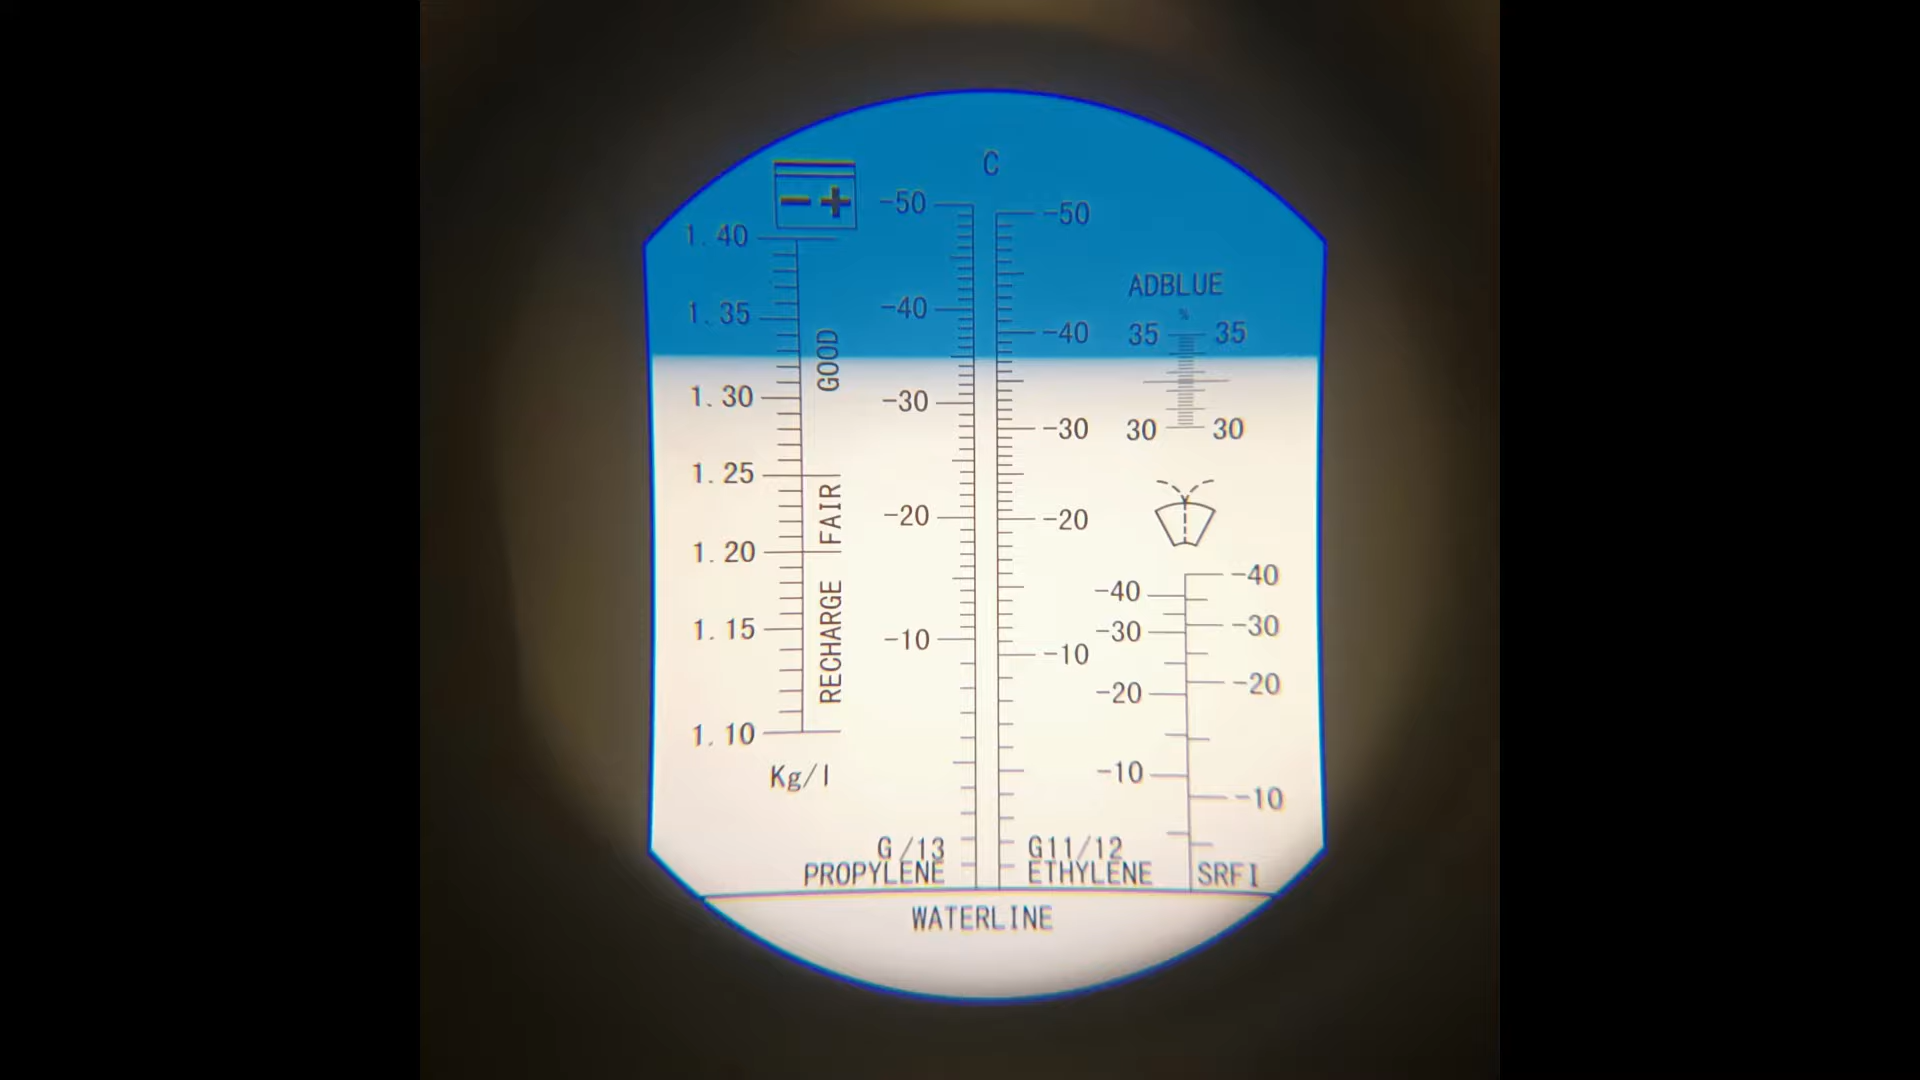 C
- +
1.40
1.35
1.30
1.25
1.20
1.15
1.10
GOOD
FAIR
RECHARGE
Kg/l
-50
-40
-30
-20
-10
G /13
PROPYLENE
-50
-40
-30
-20
-10
G11/12
ETHYLENE
ADBLUE
%
35 35
30 30
-40
-30
-20
-10
-40
-30
-20
-10
SRFI
WATERLINE